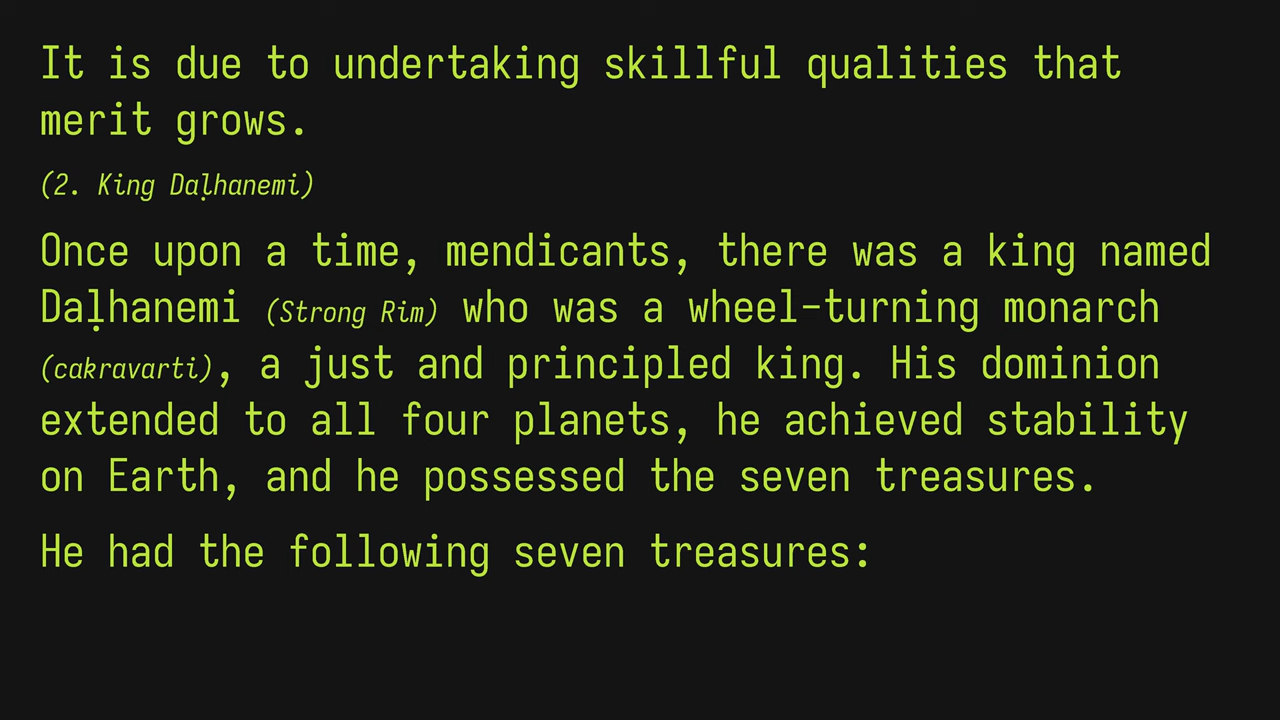 It is due to undertaking skillful qualities that
merit grows.
(2. King Daḷhanemi)
Once upon a time, mendicants, there was a king named
Daḷhanemi (Strong Rim) who was a wheel-turning monarch
(cakravarti), a just and principled king. His dominion
extended to all four planets, he achieved stability
on Earth, and he possessed the seven treasures.
He had the following seven treasures: